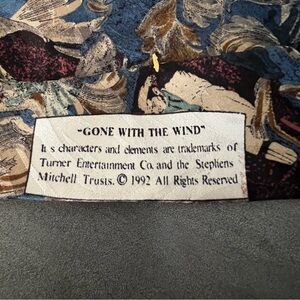 "GONE WITH THE WIND"
It s characters and elements are trademarks of
Turner Entertainment Co. and the Stephens
Mitchell Trusts. © 1992 All Rights Reserved